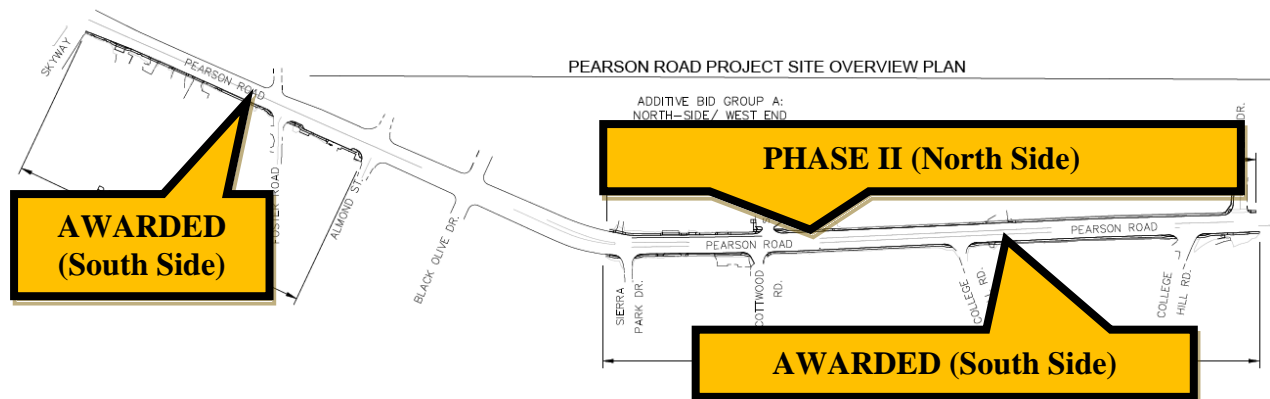 PEARSON ROAD PROJECT SITE OVERVIEW PLAN
SKYWAY
PEARSON ROAD
ADDITIVE BID GROUP A:
NORTH-SIDE/ WEST END
DR.
PHASE II (North Side)
AWARDED
(South Side)
FOSTER ROAD
ALMOND ST.
BLACK OLIVE DR.
PEARSON ROAD
PEARSON ROAD
SIERRA
PARK DR.
COTTWOOD
RD.
COLLEGE
RD.
COLLEGE
HILL RD.
AWARDED (South Side)